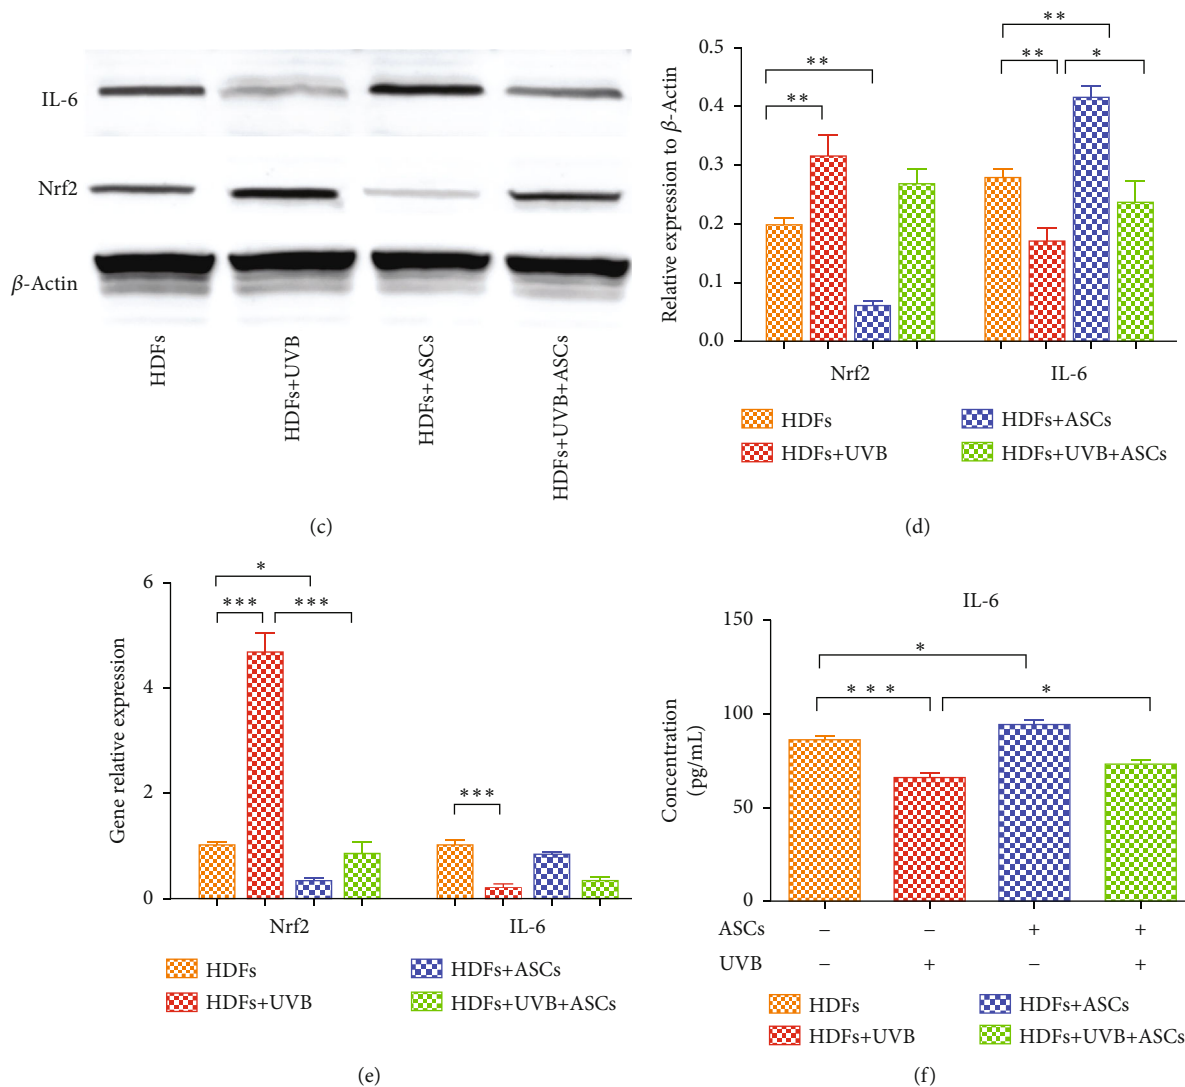 IL-6
Nrf2
β-Actin
HDFs
HDFs+UVB
HDFs+ASCs
HDFs+UVB+ASCs
(c)
Relative expression to β-Actin
0.5
0.4
0.3
0.2
0.1
0.0
**
**
**
**
*
Nrf2
IL-6
HDFs
HDFs+ASCs
HDFs+UVB
HDFs+UVB+ASCs
(d)
Gene relative expression
6
4
2
0
*
***
***
***
Nrf2
IL-6
HDFs
HDFs+ASCs
HDFs+UVB
HDFs+UVB+ASCs
(e)
IL-6
Concentration
(pg/mL)
150
100
50
0
*
* * *
*
ASCs – – + +
UVB – + – +
HDFs
HDFs+ASCs
HDFs+UVB
HDFs+UVB+ASCs
(f)